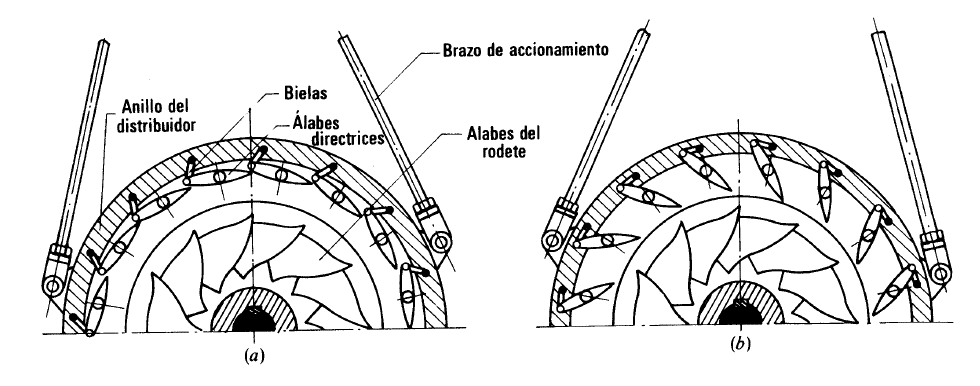 Brazo de accionamiento
Bielas
Anillo del
distribuidor
Álabes
directrices
Alabes del
rodete
(a)
(b)